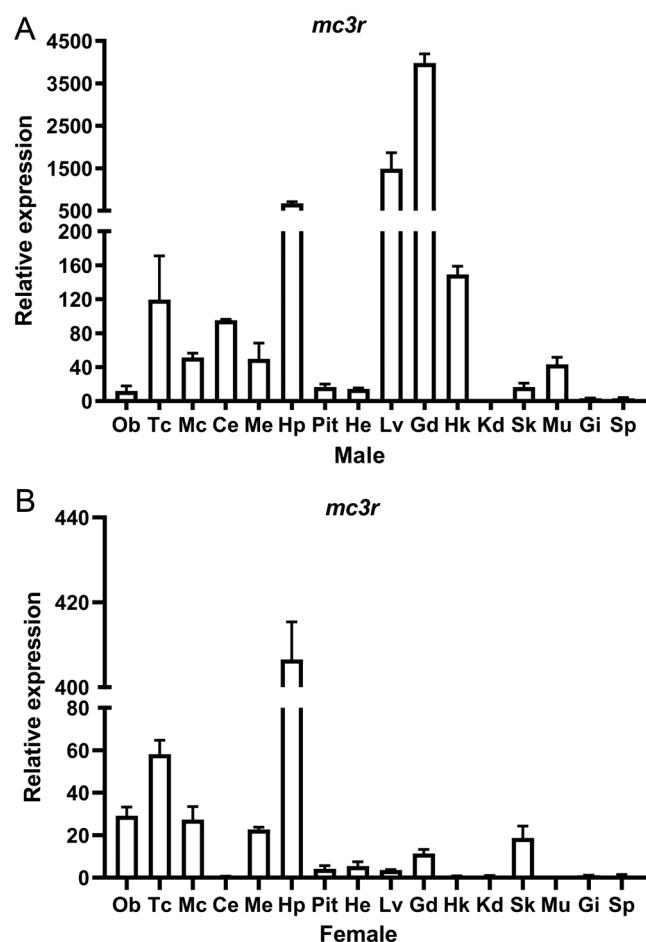 A
mc3r
Relative expression
4500
3500
2500
1500
500
200
160
120
80
40
0
Ob Tc Mc Ce Me Hp Pit He Lv Gd Hk Kd Sk Mu Gi Sp
Male
B
mc3r
Relative expression
440
420
400
80
60
40
20
0
Ob Tc Mc Ce Me Hp Pit He Lv Gd Hk Kd Sk Mu Gi Sp
Female